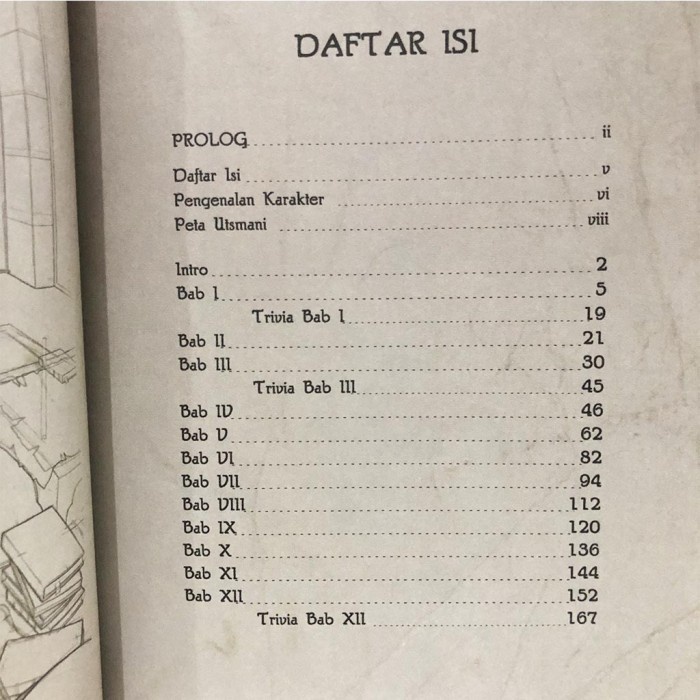 DAFTAR ISI
PROLOG ii
Daftar Isi v
Pengenalan Karakter vi
Peta Utsmani viii
Intro 2
Bab I 5
Trivia Bab I 19
Bab II 21
Bab III 30
Trivia Bab III 45
Bab IV 46
Bab V 62
Bab VI 82
Bab VII 94
Bab VIII 112
Bab IX 120
Bab X 136
Bab XI 144
Bab XII 152
Trivia Bab XII 167